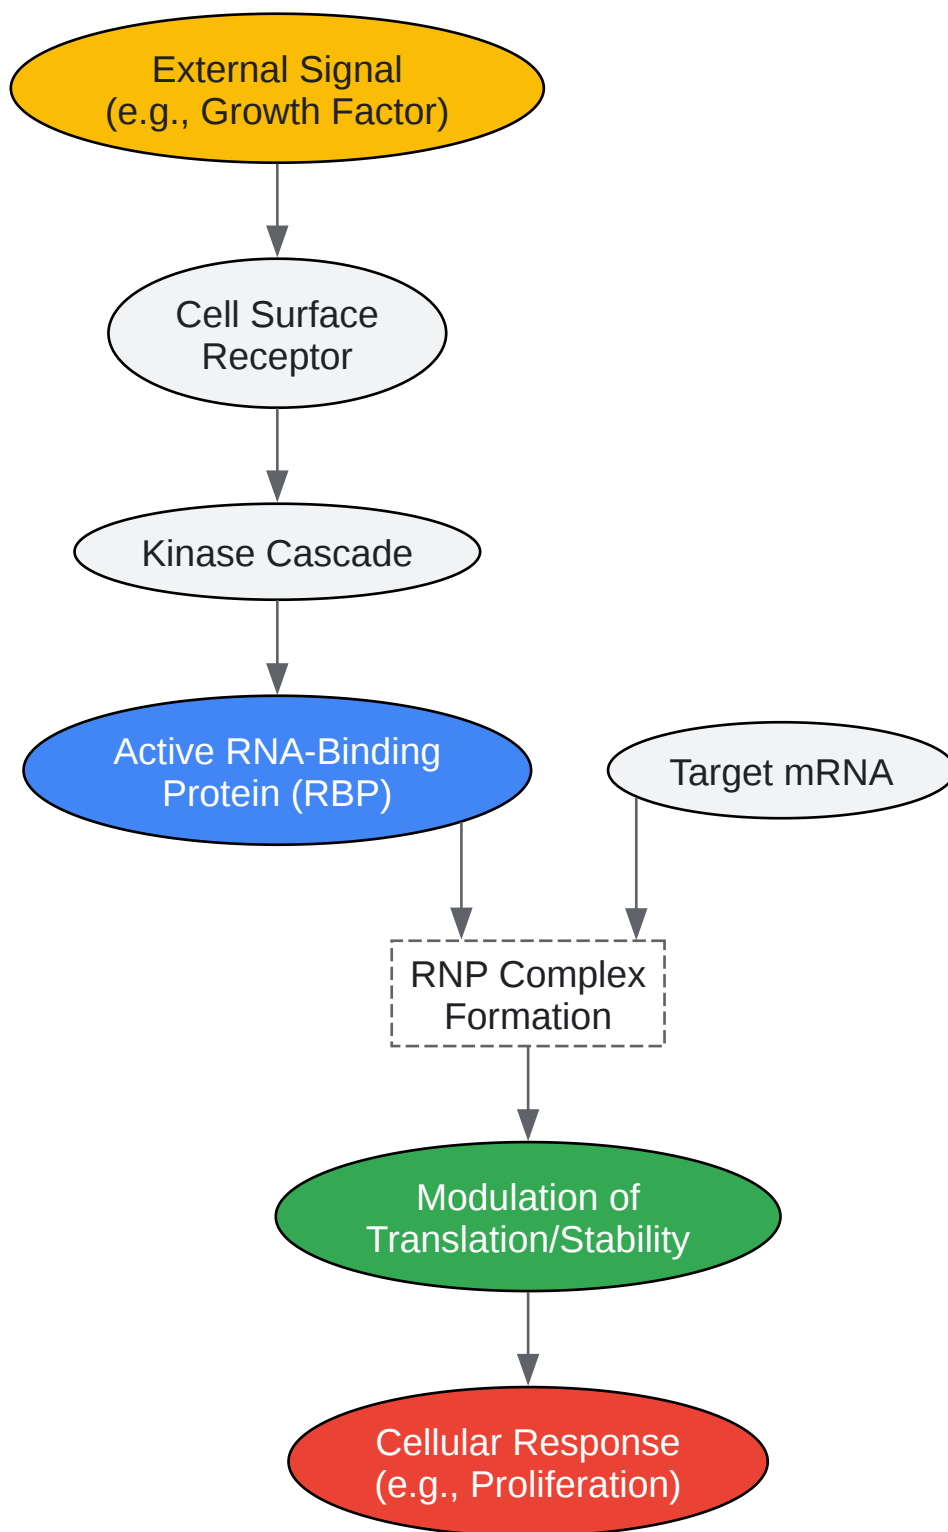 External Signal
(e.g., Growth Factor)
Cell Surface
Receptor
Kinase Cascade
Active RNA-Binding
Protein (RBP)
Target mRNA
RNP Complex
Formation
Modulation of
Translation/Stability
Cellular Response
(e.g., Proliferation)